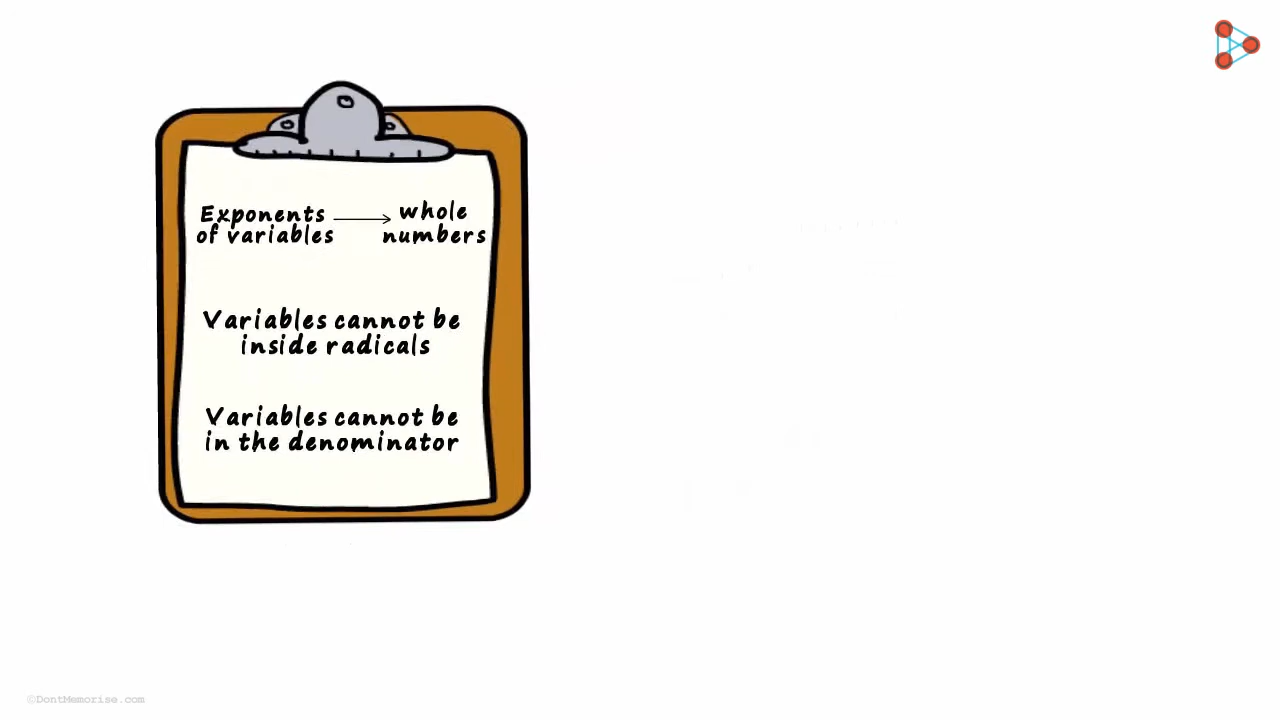 Exponents → whole
of variables numbers
Variables cannot be
inside radicals
Variables cannot be
in the denominator
©DontMemorise.com